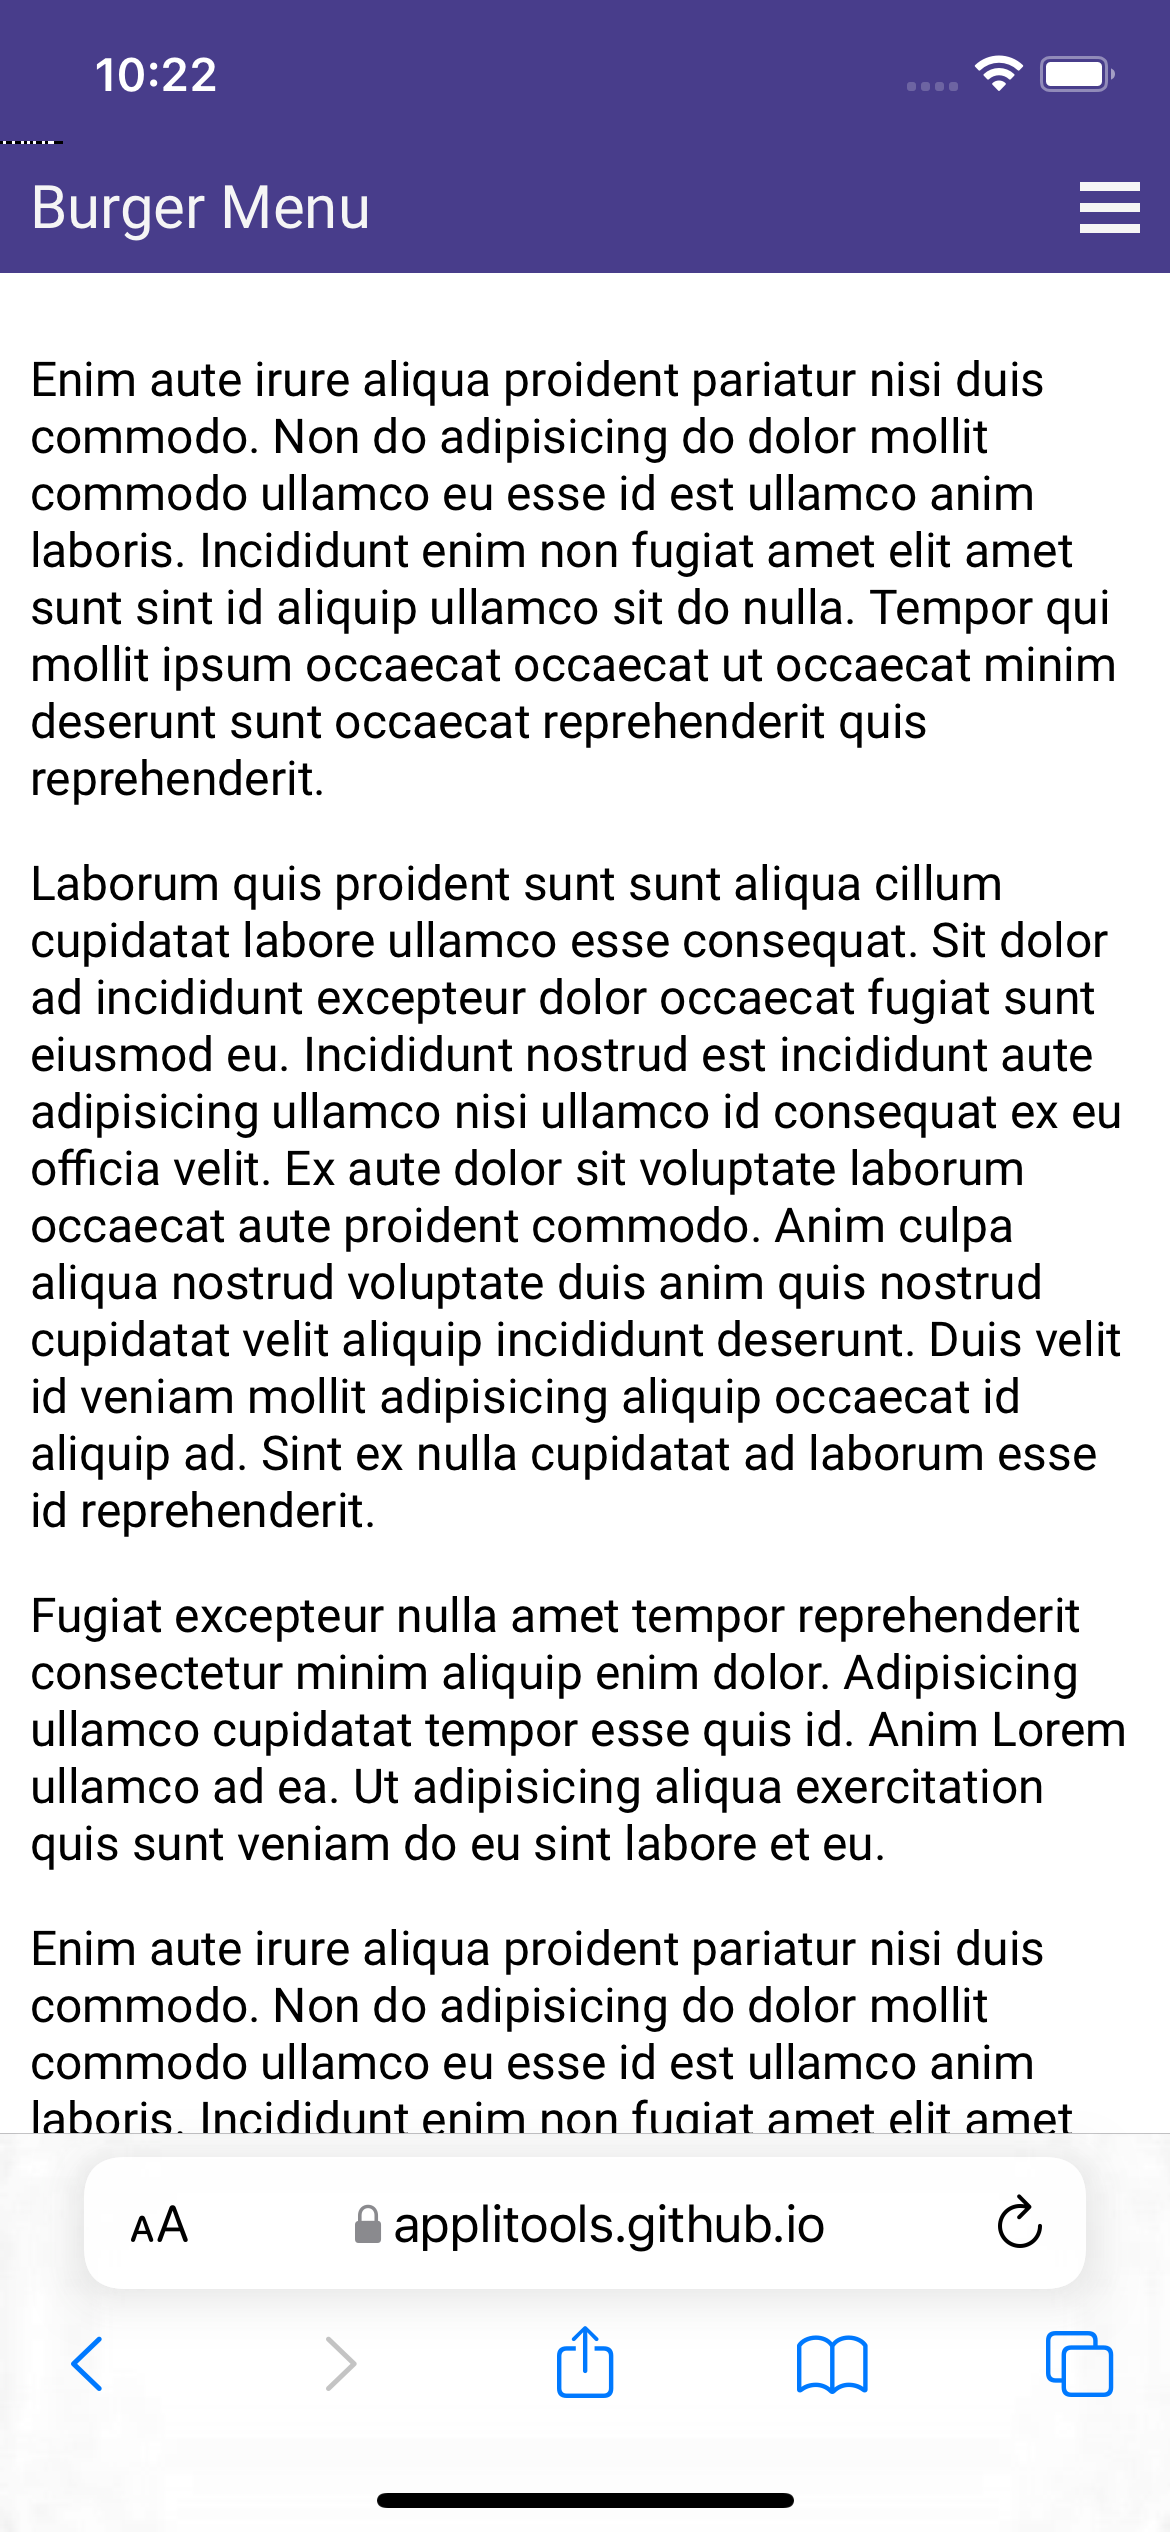 10:22
Burger Menu
Enim aute irure aliqua proident pariatur nisi duis
commodo. Non do adipisicing do dolor mollit
commodo ullamco eu esse id est ullamco anim
laboris. Incididunt enim non fugiat amet elit amet
sunt sint id aliquip ullamco sit do nulla. Tempor qui
mollit ipsum occaecat occaecat ut occaecat minim
deserunt sunt occaecat reprehenderit quis
reprehenderit.
Laborum quis proident sunt sunt aliqua cillum
cupidatat labore ullamco esse consequat. Sit dolor
ad incididunt excepteur dolor occaecat fugiat sunt
eiusmod eu. Incididunt nostrud est incididunt aute
adipisicing ullamco nisi ullamco id consequat ex eu
officia velit. Ex aute dolor sit voluptate laborum
occaecat aute proident commodo. Anim culpa
aliqua nostrud voluptate duis anim quis nostrud
cupidatat velit aliquip incididunt deserunt. Duis velit
id veniam mollit adipisicing aliquip occaecat id
aliquip ad. Sint ex nulla cupidatat ad laborum esse
id reprehenderit.
Fugiat excepteur nulla amet tempor reprehenderit
consectetur minim aliquip enim dolor. Adipisicing
ullamco cupidatat tempor esse quis id. Anim Lorem
ullamco ad ea. Ut adipisicing aliqua exercitation
quis sunt veniam do eu sint labore et eu.
Enim aute irure aliqua proident pariatur nisi duis
commodo. Non do adipisicing do dolor mollit
commodo ullamco eu esse id est ullamco anim
laboris. Incididunt enim non fugiat amet elit amet
AA applitools.github.io